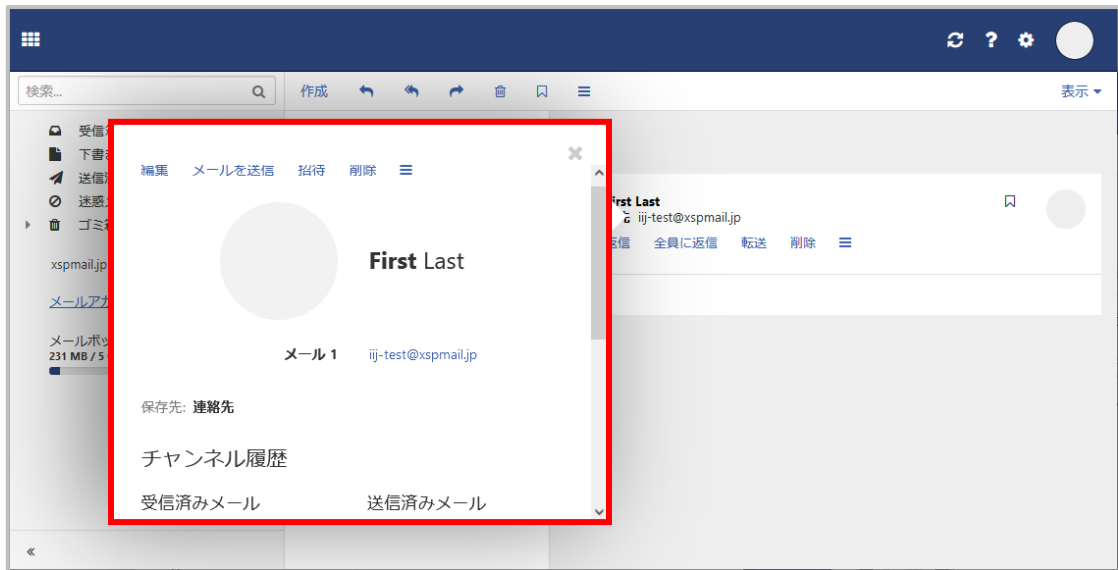 検索...
作成
表示
受信
下書
送信
迷惑
ゴミ
xspmail.jp
メールアカ
メールボッ
231 MB / 5
編集 メールを送信 招待 削除
First Last
メール 1 iij-test@xspmail.jp
保存先: 連絡先
チャンネル履歴
受信済みメール 送信済みメール
First Last
iij-test@xspmail.jp
返信 全員に返信 転送 削除